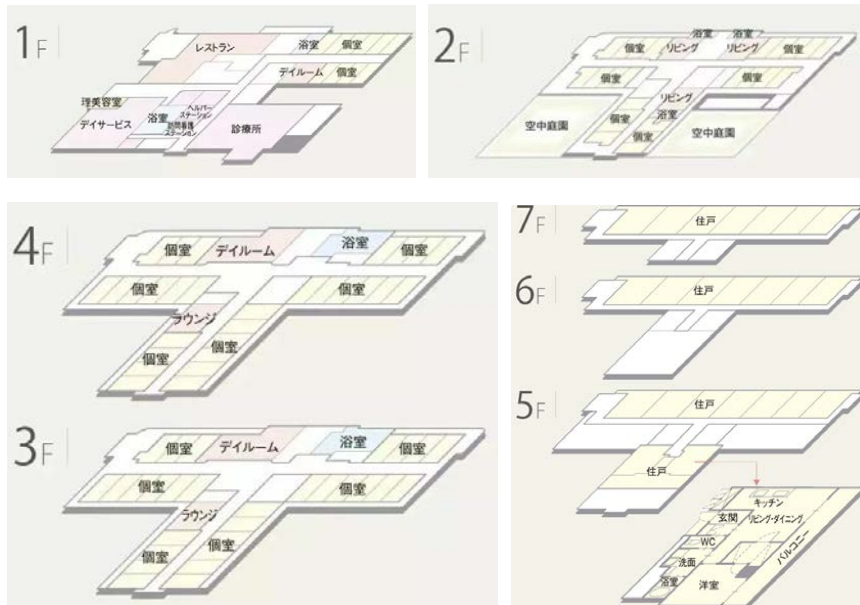 1F
レストラン
浴室
個室
デイルーム
個室
理美容室
デイサービス
浴室
ヘルパー
ステーション
訪問看護
ステーション
診療所
2F
浴室
浴室
個室
リビング
リビング
個室
個室
個室
リビング
浴室
個室
個室
空中庭園
空中庭園
4F
個室
デイルーム
浴室
個室
個室
個室
ラウンジ
個室
個室
3F
個室
デイルーム
浴室
個室
個室
個室
ラウンジ
個室
個室
7F
住戸
6F
住戸
5F
住戸
住戸
キッチン
玄関
リビング・ダイニング
WC
バルコニー
洗面
浴室
洋室